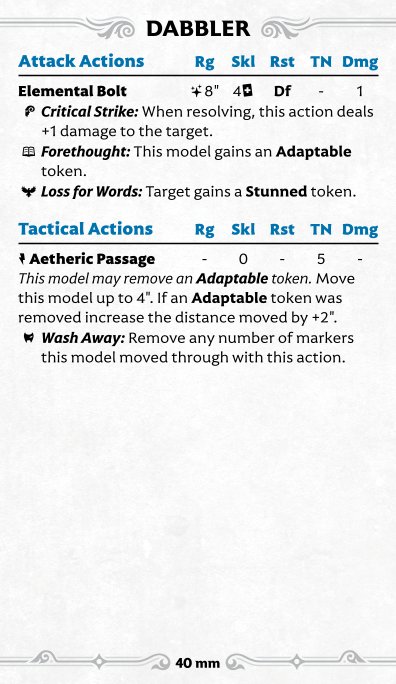 DABBLER
Attack Actions Rg Skl Rst TN Dmg
Elemental Bolt 8" 4 Df - 1
Critical Strike: When resolving, this action deals
+1 damage to the target.
Forethought: This model gains an Adaptable
token.
Loss for Words: Target gains a Stunned token.
Tactical Actions Rg Skl Rst TN Dmg
Aetheric Passage - 0 - 5 -
This model may remove an Adaptable token. Move
this model up to 4". If an Adaptable token was
removed increase the distance moved by +2".
Wash Away: Remove any number of markers
this model moved through with this action.
40 mm